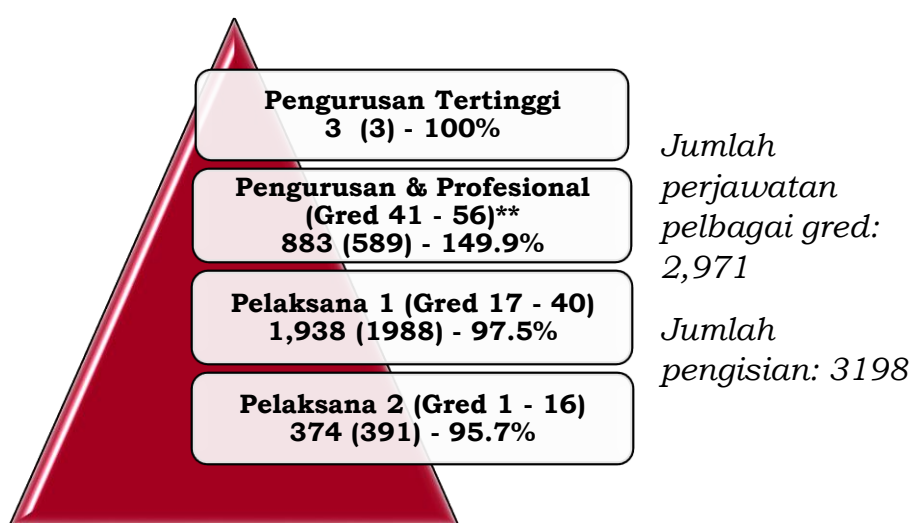 Pengurusan Tertinggi
3 (3) - 100%
Pengurusan & Profesional
(Gred 41 - 56)**
883 (589) - 149.9%
Pelaksana 1 (Gred 17 - 40)
1,938 (1988) - 97.5%
Pelaksana 2 (Gred 1 - 16)
374 (391) - 95.7%
Jumlah
perjawatan
pelbagai gred:
2,971
Jumlah
pengisian: 3198